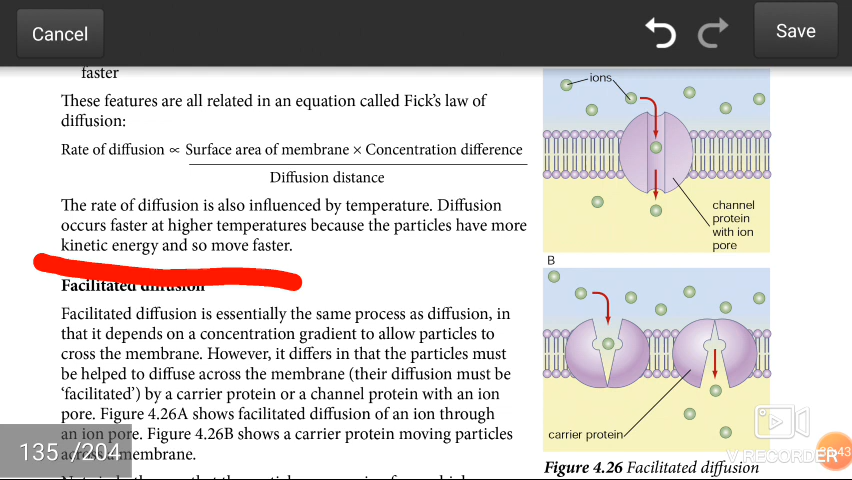 Cancel
Save
faster
These features are all related in an equation called Fick's law of
diffusion:
Rate of diffusion ∝ Surface area of membrane × Concentration difference
Diffusion distance
The rate of diffusion is also influenced by temperature. Diffusion
occurs faster at higher temperatures because the particles have more
kinetic energy and so move faster.
Facilitated diffusion
Facilitated diffusion is essentially the same process as diffusion, in
that it depends on a concentration gradient to allow particles to
cross the membrane. However, it differs in that the particles must
be helped to diffuse across the membrane (their diffusion must be
'facilitated') by a carrier protein or a channel protein with an ion
pore. Figure 4.26A shows facilitated diffusion of an ion through
an ion pore. Figure 4.26B shows a carrier protein moving particles
across membrane.
135 /204
ions
channel
protein
with ion
pore
B
carrier protein
Figure 4.26 Facilitated diffusion
V.RECORDER